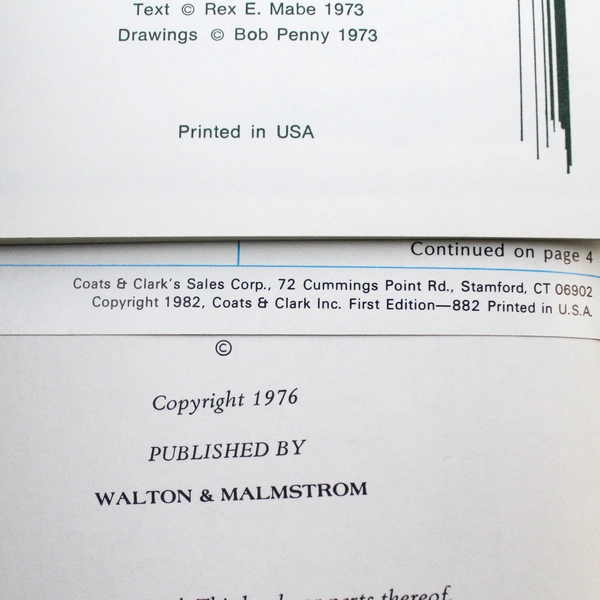 Text © Rex E. Mabe 1973
Drawings © Bob Penny 1973
Printed in USA
Continued on page 4
Coats & Clark's Sales Corp., 72 Cummings Point Rd., Stamford, CT 06902
Copyright 1982, Coats & Clark Inc. First Edition—882 Printed in U.S.A.
©
Copyright 1976
PUBLISHED BY
WALTON & MALMSTROM
parts thereof,